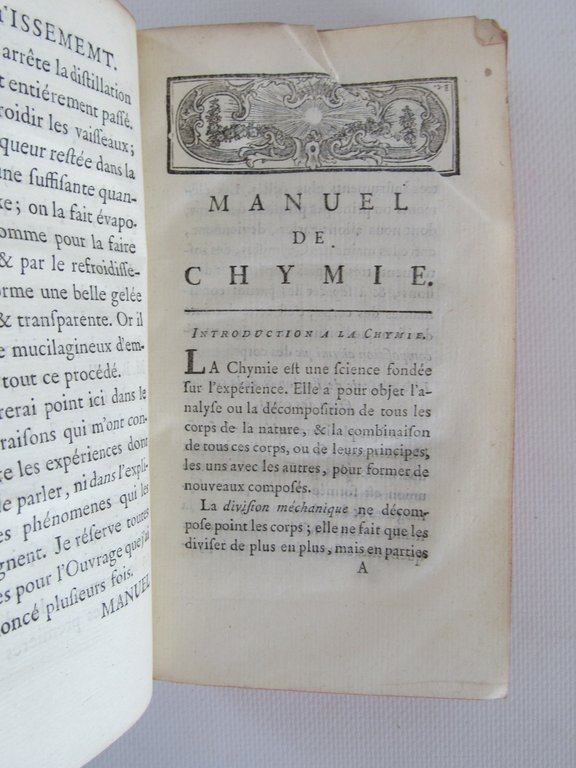 'ISSEMEMT.
arrête la distillation
t entiérement passé.
roidir les vaisseaux;
queur restée dans la
une suffisante quan-
te; on la fait évapo-
omme pour la faite
& par le refroidisse-
orme une belle gelée
& transparente. Or il
e mucilagineux d'em-
tout ce procédé.
rerai point ici dans le
raisons qui m'ont con-
te les expériences dont
e parler, ni dans l'expli-
es phénomenes qui les
gnent. Je réserve toutes
es pour l'Ouvrage que j'ai
oncé plusieurs fois.
MANUEL
MANUEL
DE
CHYMIE.
INTRODUCTION A LA CHYMIE.
LA Chymie est une science fondée
sur l'expérience. Elle a pour objet l'a-
nalyse ou la décomposition de tous les
corps de la nature, & la combinaison
de tous ces corps, ou de leurs principes,
les uns avec les autres, pour former de
nouveaux composés.
La division méchanique ne décom-
pose point les corps; elle ne fait que les
diviser de plus en plus, mais en parties
A